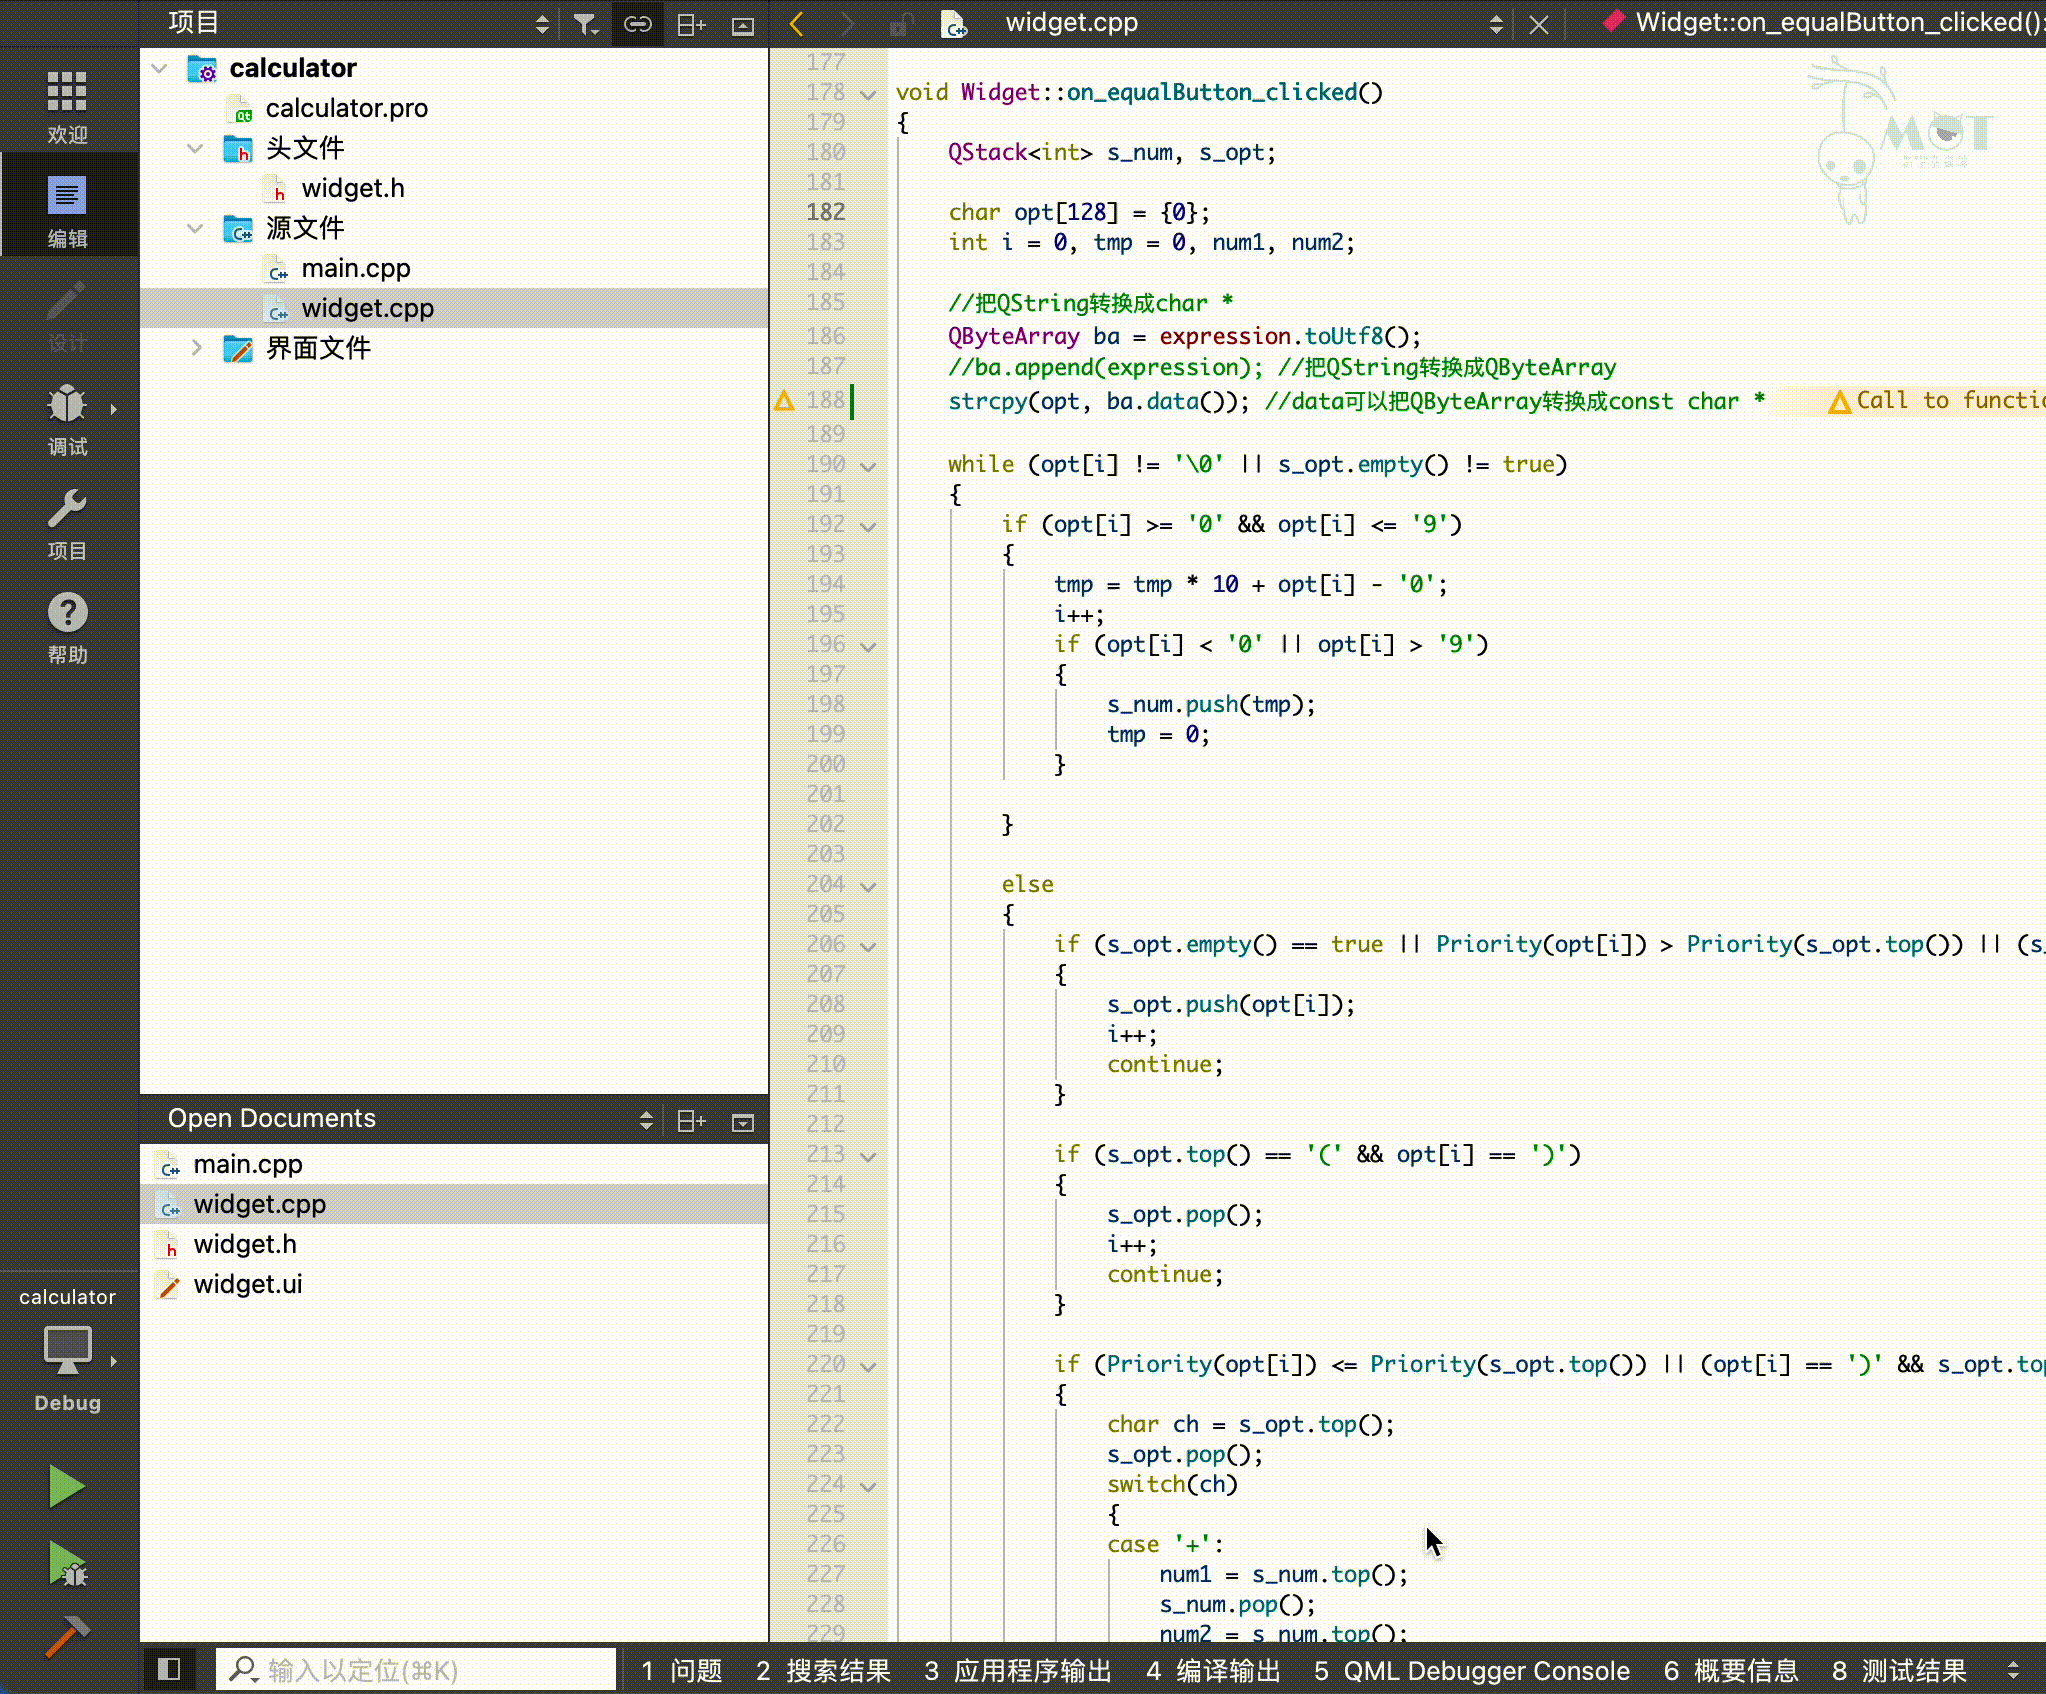 项目
widget.cpp
Widget::on_equalButton_clicked():
欢迎
编辑
设计
调试
项目
帮助
calculator
Debug
calculator
calculator.pro
头文件
widget.h
源文件
main.cpp
widget.cpp
界面文件
Open Documents
main.cpp
widget.cpp
widget.h
widget.ui
177
178 void Widget::on_equalButton_clicked()
179 {
180 QStack<int> s_num, s_opt;
181
182 char opt[128] = {0};
183 int i = 0, tmp = 0, num1, num2;
184
185 //把QString转换成char *
186 QByteArray ba = expression.toUtf8();
187 //ba.append(expression); //把QString转换成QByteArray
188 strcpy(opt, ba.data()); //data可以把QByteArray转换成const char * Call to functio
189
190 while (opt[i] != '\0' || s_opt.empty() != true)
191 {
192 if (opt[i] >= '0' && opt[i] <= '9')
193 {
194 tmp = tmp * 10 + opt[i] - '0';
195 i++;
196 if (opt[i] < '0' || opt[i] > '9')
197 {
198 s_num.push(tmp);
199 tmp = 0;
200 }
201
202 }
203
204 else
205 {
206 if (s_opt.empty() == true || Priority(opt[i]) > Priority(s_opt.top()) || (s_
207 {
208 s_opt.push(opt[i]);
209 i++;
210 continue;
211 }
212
213 if (s_opt.top() == '(' && opt[i] == ')')
214 {
215 s_opt.pop();
216 i++;
217 continue;
218 }
219
220 if (Priority(opt[i]) <= Priority(s_opt.top()) || (opt[i] == ')' && s_opt.top
221 {
222 char ch = s_opt.top();
223 s_opt.pop();
224 switch(ch)
225 {
226 case '+':
227 num1 = s_num.top();
228 s_num.pop();
229 num2 = s_num.top();
MOT
输入以定位(⌘K)
1 问题 2 搜索结果 3 应用程序输出 4 编译输出 5 QML Debugger Console 6 概要信息 8 测试结果